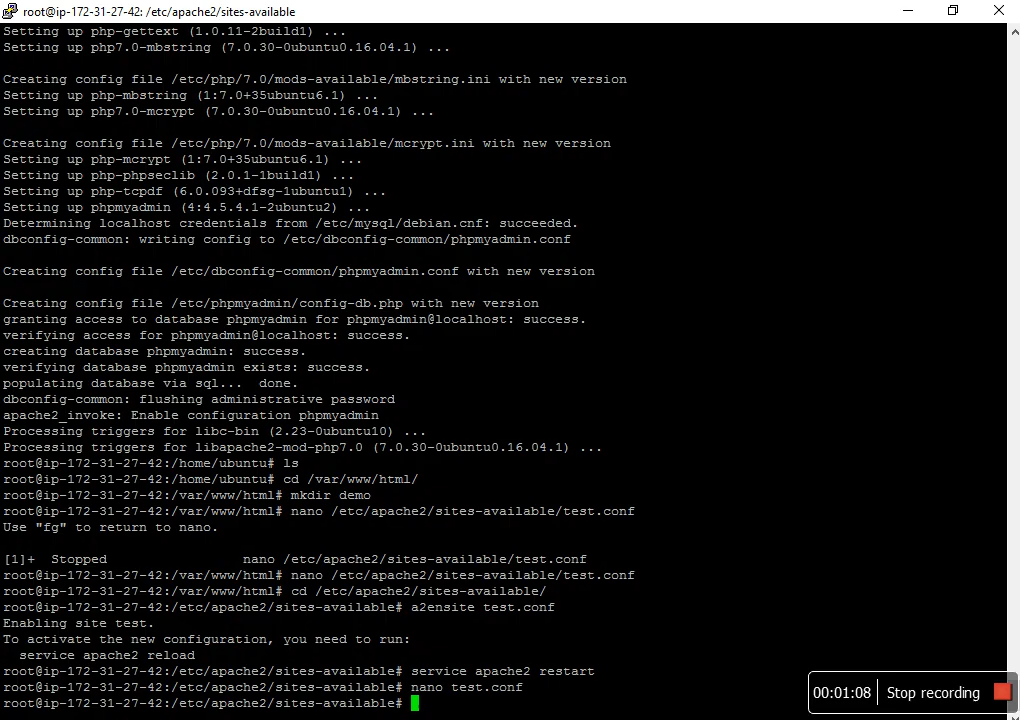 root@ip-172-31-27-42: /etc/apache2/sites-available
Setting up php-gettext (1.0.11-2build1) ...
Setting up php7.0-mbstring (7.0.30-0ubuntu0.16.04.1) ...
Creating config file /etc/php/7.0/mods-available/mbstring.ini with new version
Setting up php-mbstring (1:7.0+35ubuntu6.1) ...
Setting up php7.0-mcrypt (7.0.30-0ubuntu0.16.04.1) ...
Creating config file /etc/php/7.0/mods-available/mcrypt.ini with new version
Setting up php-mcrypt (1:7.0+35ubuntu6.1) ...
Setting up php-phpseclib (2.0.1-1build1) ...
Setting up php-tcpdf (6.0.093+dfsg-1ubuntu1) ...
Setting up phpmyadmin (4:4.5.4.1-2ubuntu2) ...
Determining localhost credentials from /etc/mysql/debian.cnf: succeeded.
dbconfig-common: writing config to /etc/dbconfig-common/phpmyadmin.conf
Creating config file /etc/dbconfig-common/phpmyadmin.conf with new version
Creating config file /etc/phpmyadmin/config-db.php with new version
granting access to database phpmyadmin for phpmyadmin@localhost: success.
verifying access for phpmyadmin@localhost: success.
creating database phpmyadmin: success.
verifying database phpmyadmin exists: success.
populating database via sql...  done.
dbconfig-common: flushing administrative password
apache2_invoke: Enable configuration phpmyadmin
Processing triggers for libc-bin (2.23-0ubuntu10) ...
Processing triggers for libapache2-mod-php7.0 (7.0.30-0ubuntu0.16.04.1) ...
root@ip-172-31-27-42:/home/ubuntu# ls
root@ip-172-31-27-42:/home/ubuntu# cd /var/www/html/
root@ip-172-31-27-42:/var/www/html# mkdir demo
root@ip-172-31-27-42:/var/www/html# nano /etc/apache2/sites-available/test.conf
Use "fg" to return to nano.
[1]+  Stopped                 nano /etc/apache2/sites-available/test.conf
root@ip-172-31-27-42:/var/www/html# nano /etc/apache2/sites-available/test.conf
root@ip-172-31-27-42:/var/www/html# cd /etc/apache2/sites-available/
root@ip-172-31-27-42:/etc/apache2/sites-available# a2ensite test.conf
Enabling site test.
To activate the new configuration, you need to run:
  service apache2 reload
root@ip-172-31-27-42:/etc/apache2/sites-available# service apache2 restart
root@ip-172-31-27-42:/etc/apache2/sites-available# nano test.conf
root@ip-172-31-27-42:/etc/apache2/sites-available#
00:01:08 Stop recording